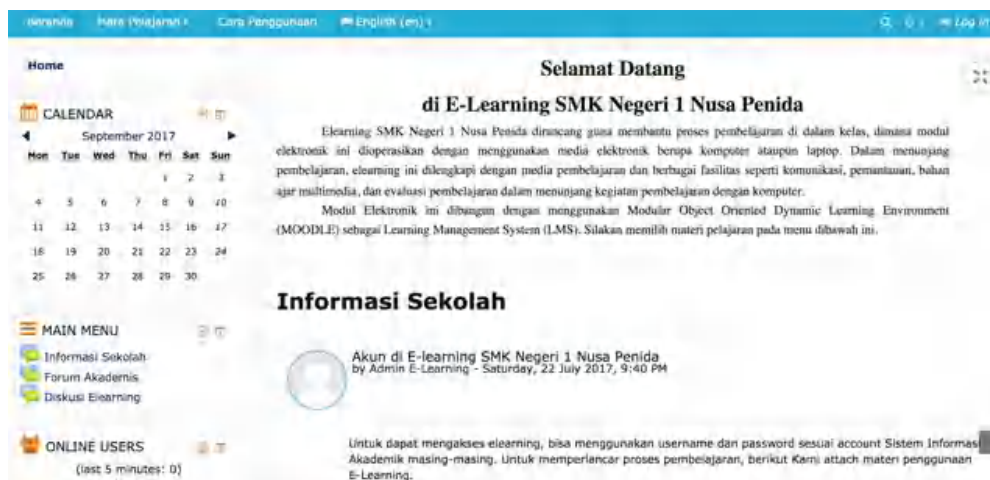 Beranda Mata Pelajaran Cara Penggunaan English (en) Log in
Home
Selamat Datang
di E-Learning SMK Negeri 1 Nusa Penida
Elearning SMK Negeri 1 Nusa Penida dirancang guna membantu proses pembelajaran di dalam kelas, dimana modul
elektronik ini dioperasikan dengan menggunakan media elektronik berupa komputer ataupun laptop. Dalam menunjang
pembelajaran, elearning ini dilengkapi dengan media pembelajaran dan berbagai fasilitas seperti komunikasi, pemantauan, bahan
ajar multimedia, dan evaluasi pembelajaran dalam menunjang kegiatan pembelajaran dengan komputer.
Modul Elektronik ini dibangun dengan menggunakan Modular Object Oriented Dynamic Learning Environment
(MOODLE) sebagai Learning Management System (LMS). Silakan memilih materi pelajaran pada menu dibawah ini.
CALENDAR
September 2017
Mon Tue Wed Thu Fri Sat Sun
1 2 3
4 5 6 7 8 9 10
11 12 13 14 15 16 17
18 19 20 21 22 23 24
25 26 27 28 29 30
MAIN MENU
Informasi Sekolah
Forum Akademis
Diskusi Elearning
ONLINE USERS
(last 5 minutes: 0)
Informasi Sekolah
Akun di E-learning SMK Negeri 1 Nusa Penida
by Admin E-Learning - Saturday, 22 July 2017, 9:40 PM
Untuk dapat mengakses elearning, bisa menggunakan username dan password sesuai account Sistem Informasi
Akademik masing-masing. Untuk memperlancar proses pembelajaran, berikut Kami attach materi penggunaan
E-Learning.